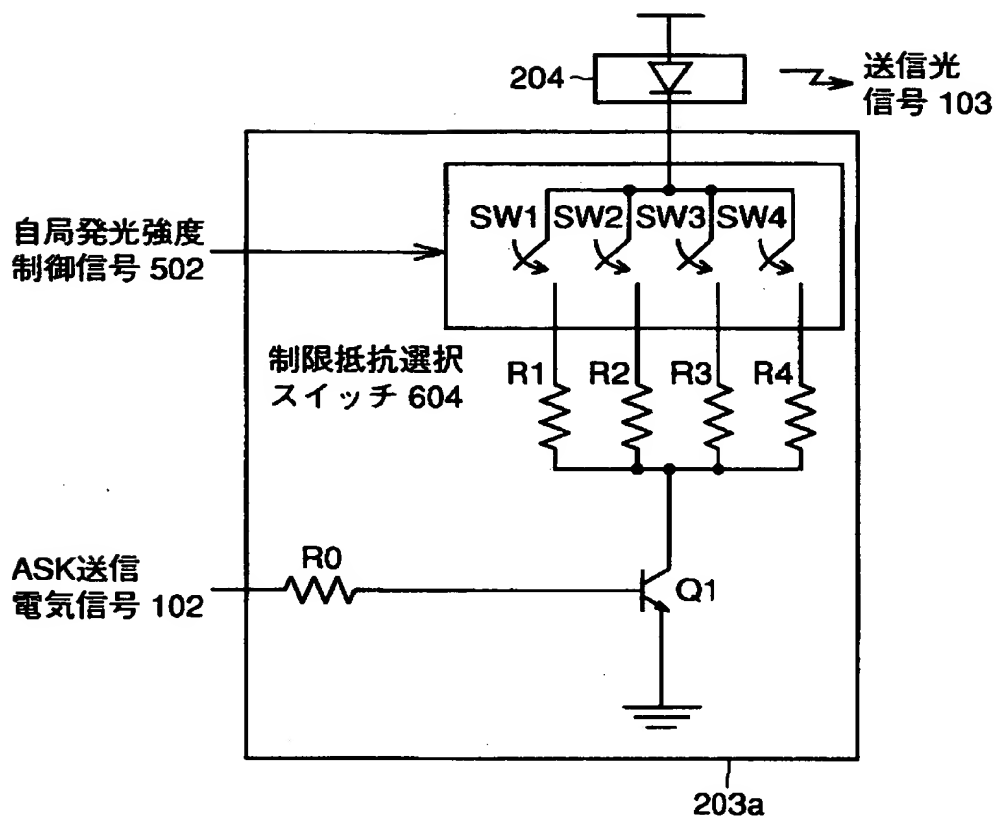 204
送信光
信号 103
SW1 SW2 SW3 SW4
自局発光強度
制御信号 502
制限抵抗選択
スイッチ 604
R1 R2 R3 R4
ASK送信
電気信号 102
R0
Q1
203a